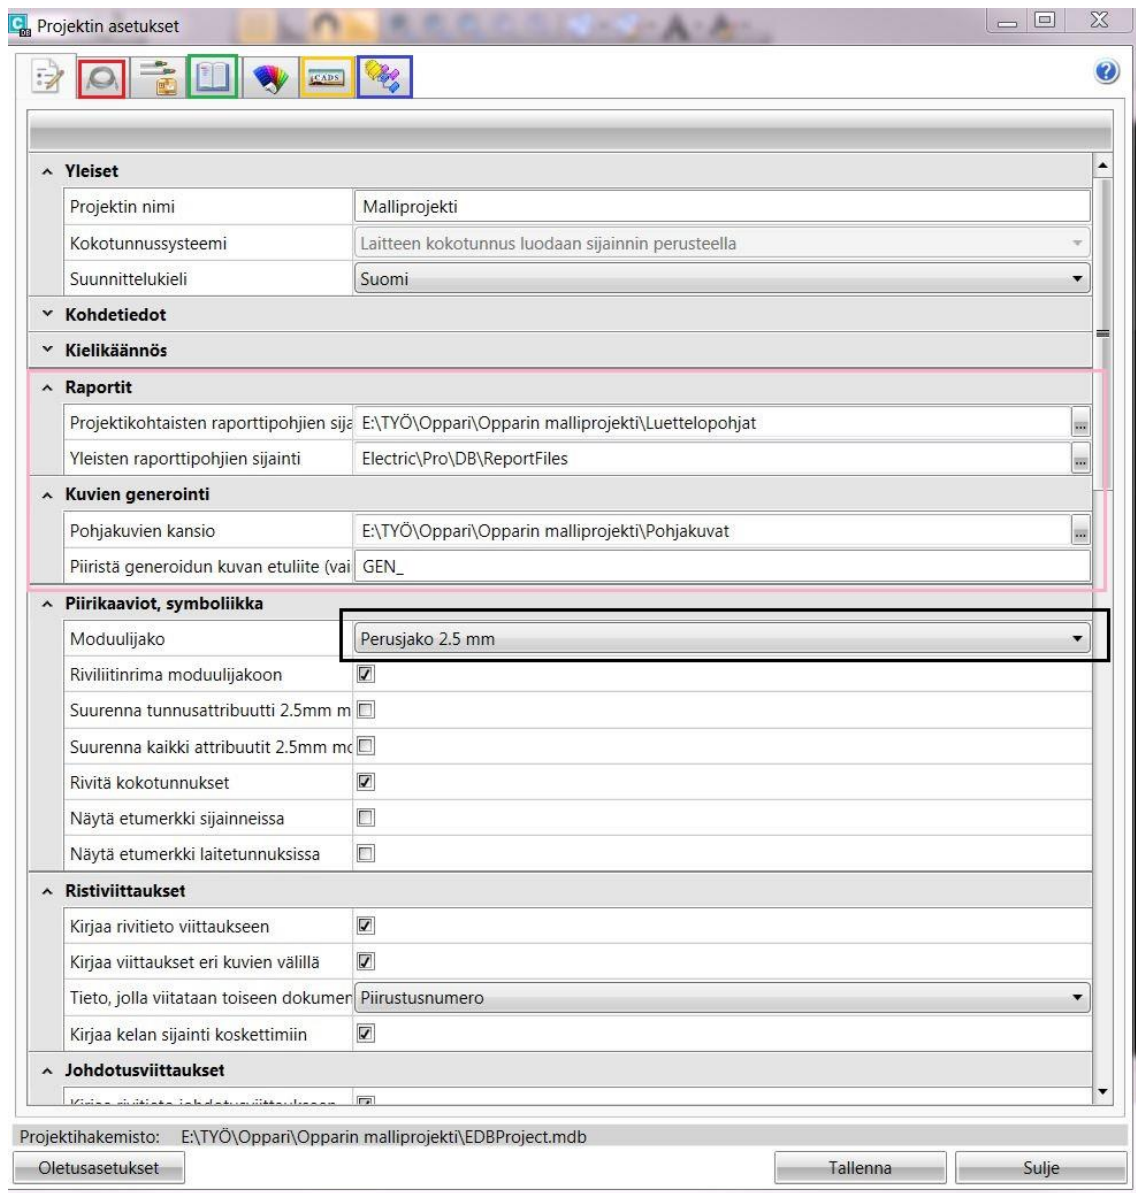 Projektin asetukset
CADS
Yleiset
Projektin nimi Malliprojekti
Kokotunnussysteemi Laitteen kokotunnus luodaan sijainnin perusteella
Suunnittelukieli Suomi
Kohdetiedot
Kielikäännös
Raportit
Projektikohtaisten raporttipohjien sija E:\TYÖ\Oppari\Opparin malliprojekti\Luettelopohjat ...
Yleisten raporttipohjien sijainti Electric\Pro\DB\ReportFiles ...
Kuvien generointi
Pohjakuvien kansio E:\TYÖ\Oppari\Opparin malliprojekti\Pohjakuvat ...
Piiristä generoidun kuvan etuliite (vai GEN_
Piirikaaviot, symboliikka
Moduulijako Perusjako 2.5 mm
Riviliitinrima moduulijakoon
Suurenna tunnusattribuutti 2.5mm m
Suurenna kaikki attribuutit 2.5mm mo
Rivitä kokotunnukset
Näytä etumerkki sijainneissa
Näytä etumerkki laitetunnuksissa
Ristiviittaukset
Kirjaa rivitieto viittaukseen
Kirjaa viittaukset eri kuvien välillä
Tieto, jolla viitataan toiseen dokumen Piirustusnumero
Kirjaa kelan sijainti koskettimiin
Johdotusviittaukset
Projektihakemisto: E:\TYÖ\Oppari\Opparin malliprojekti\EDBProject.mdb
Oletusasetukset Tallenna Sulje